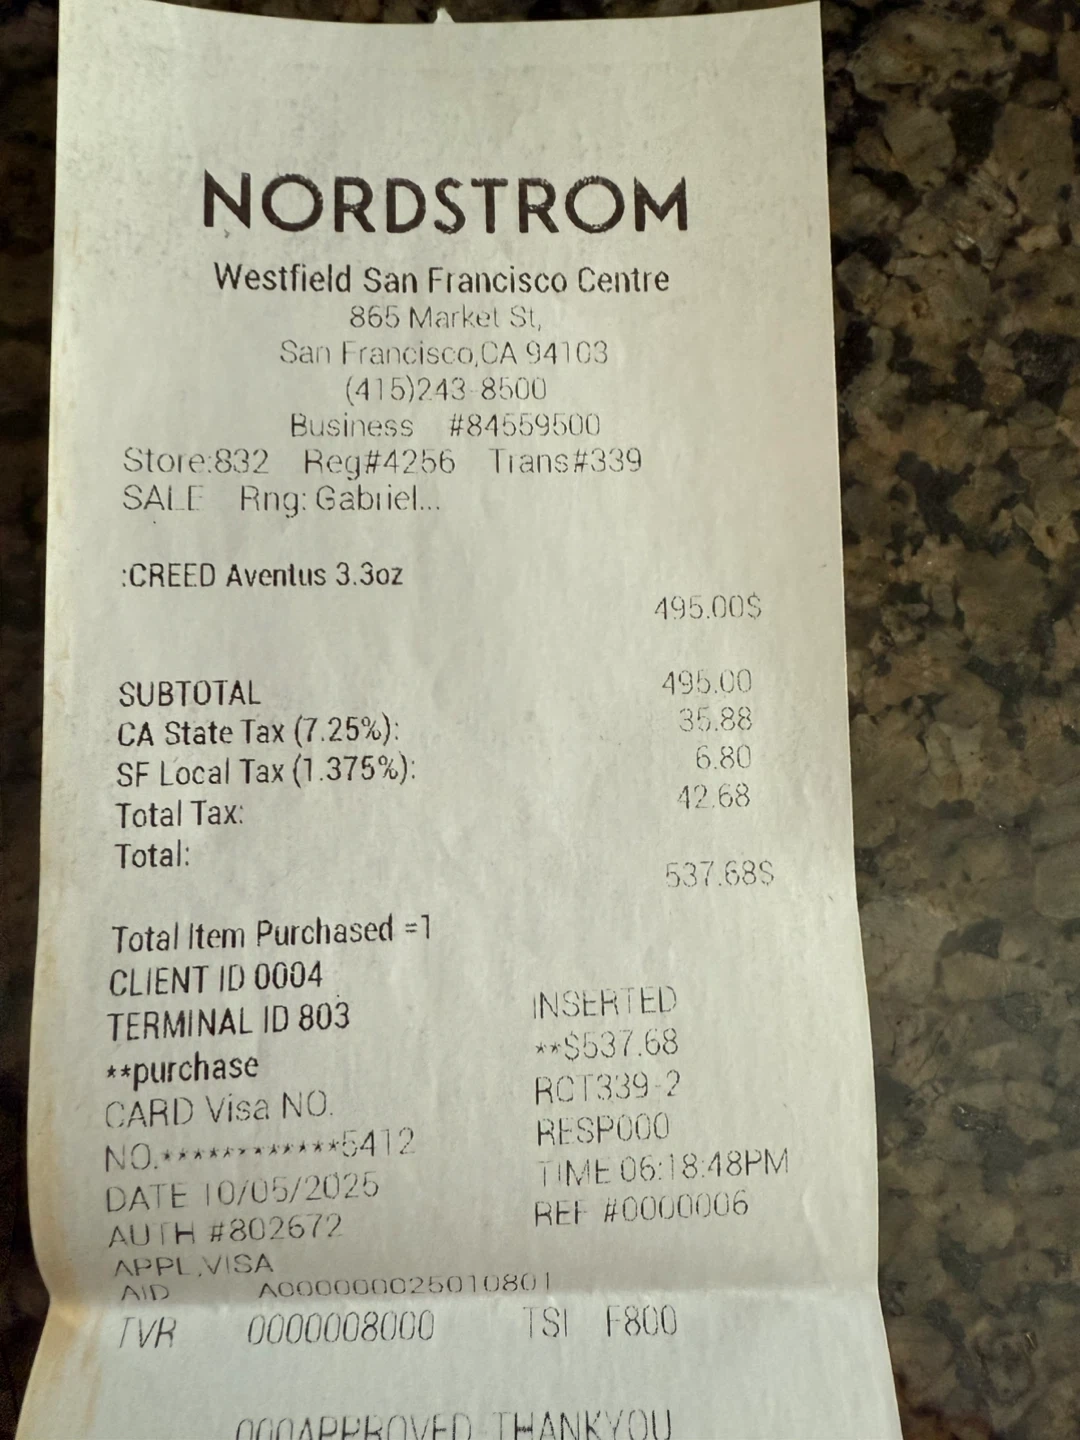 NORDSTROM
Westfield San Francisco Centre
865 Market St,
San Francisco,CA 94103
(415)243-8500
Business #84559500
Store:832 Reg#4256 Trans#339
SALE Rng: Gabriel...
:CREED Aventus 3.3oz
495.00$
SUBTOTAL 495.00
CA State Tax (7.25%): 35.88
SF Local Tax (1.375%): 6.80
Total Tax: 42.68
Total:
537.68$
Total Item Purchased =1
CLIENT ID 0004
TERMINAL ID 803 INSERTED
**purchase **$537.68
CARD Visa NO. RCT339-2
NO.************5412 RESP000
DATE 10/05/2025 TIME 06:18:48PM
AUTH #802672 REF #0000006
APPL.VISA
AID A0000000025010801
TVR 0000008000 TSI F800
000APPROVED THANKYOU